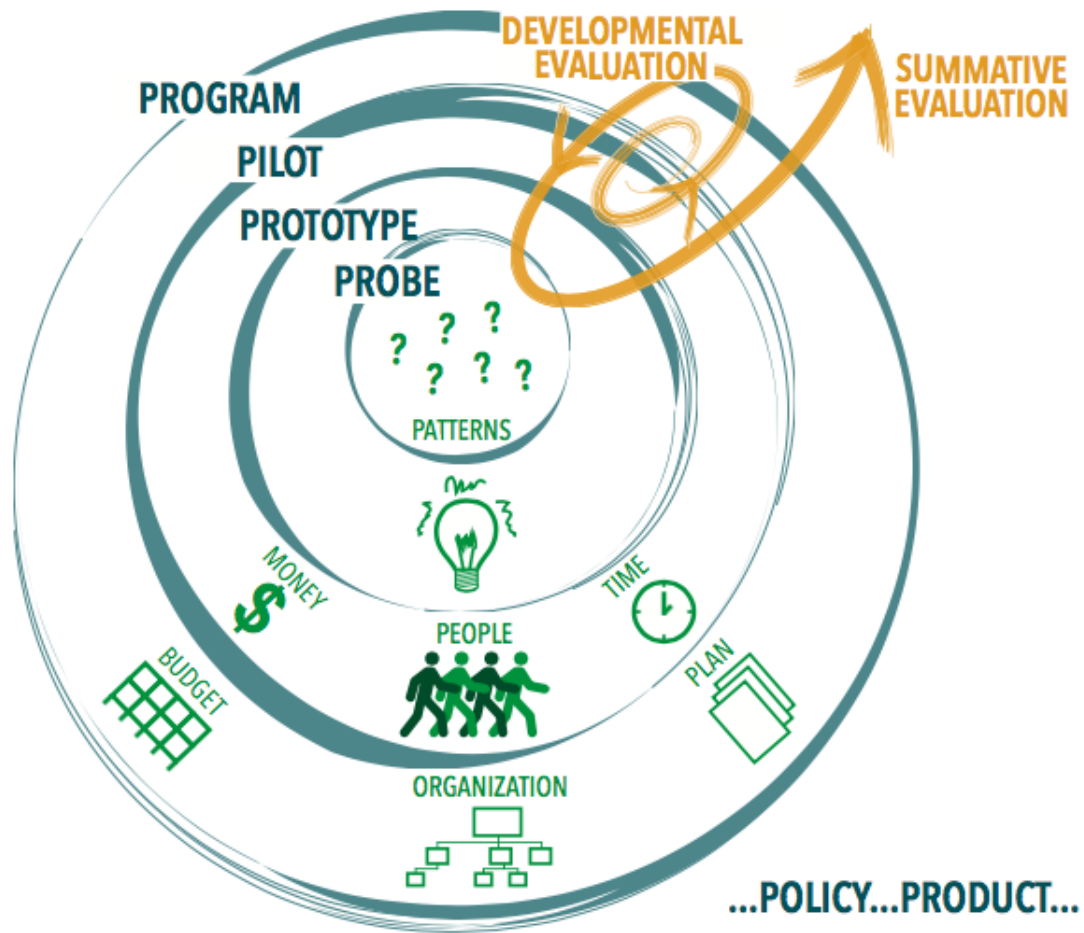 DEVELOPMENTAL
EVALUATION
SUMMATIVE
EVALUATION
PROGRAM
PILOT
PROTOTYPE
PROBE
? ? ?
? ? ?
PATTERNS
MONEY
$
TIME
PEOPLE
BUDGET
PLAN
ORGANIZATION
...POLICY...PRODUCT...